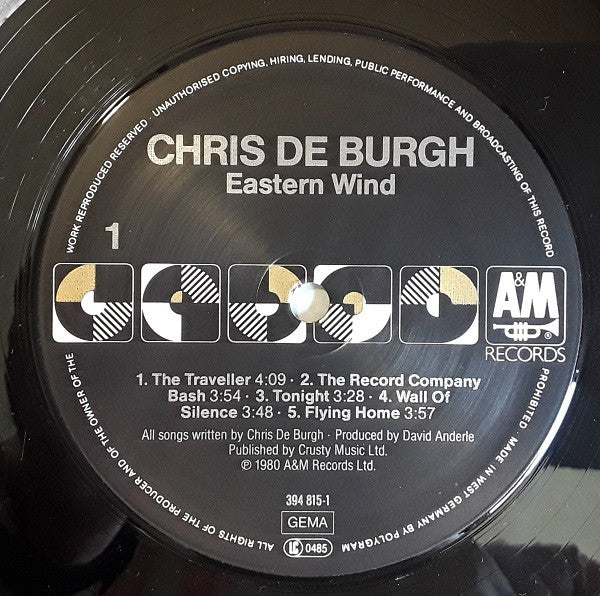 WORK REPRODUCED RESERVED · UNAUTHORISED COPYING, HIRING, LENDING, PUBLIC PERFORMANCE AND BROADCASTING OF THIS RECORD
CHRIS DE BURGH
Eastern Wind
1
A&M
®
RECORDS
1. The Traveller 4:09 · 2. The Record Company
Bash 3:54 · 3. Tonight 3:28 · 4. Wall Of
Silence 3:48 · 5. Flying Home 3:57
All songs written by Chris De Burgh · Produced by David Anderle
Published by Crusty Music Ltd.
℗ 1980 A&M Records Ltd.
394 815-1
GEMA
LC 0485
ALL RIGHTS OF THE PRODUCER AND OF THE OWNER OF THE
PROHIBITED · MADE IN WEST GERMANY BY POLYGRAM